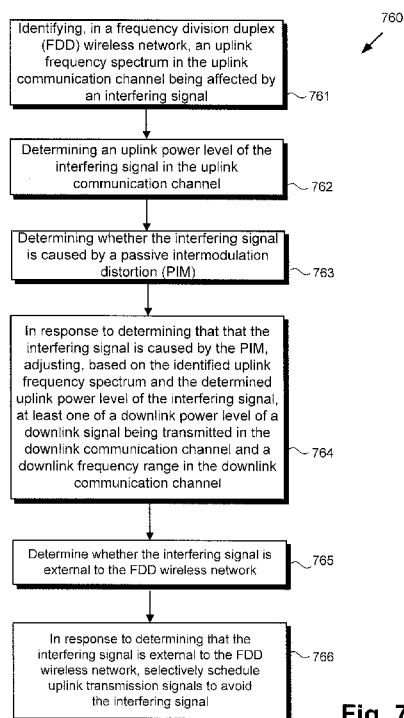 760
Identifying, in a frequency division duplex
(FDD) wireless network, an uplink
frequency spectrum in the uplink
communication channel being affected by
an interfering signal
761
Determining an uplink power level of the
interfering signal in the uplink
communication channel
762
Determining whether the interfering signal
is caused by a passive intermodulation
distortion (PIM)
763
In response to determining that that the
interfering signal is caused by the PIM,
adjusting, based on the identified uplink
frequency spectrum and the determined
uplink power level of the interfering signal,
at least one of a downlink power level of a
downlink signal being transmitted in the
downlink communication channel and a
downlink frequency range in the downlink
communication channel
764
Determine whether the interfering signal is
external to the FDD wireless network
765
In response to determining that the
interfering signal is external to the FDD
wireless network, selectively schedule
uplink transmission signals to avoid
the interfering signal
766
Fig. 7